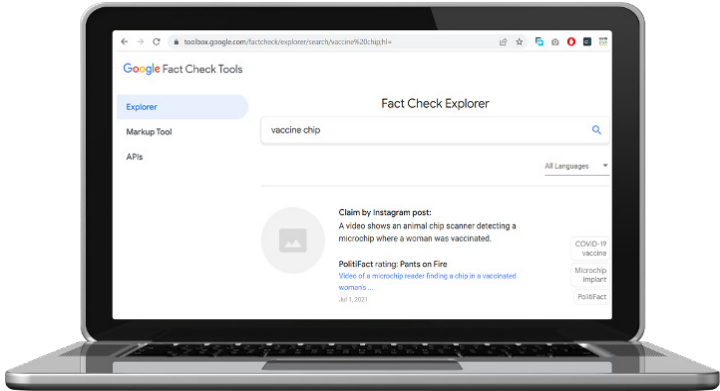 toolbox.google.com/factcheck/explorer/search/vaccine%20chip;hl=
Google Fact Check Tools
Explorer
Markup Tool
APIs
Fact Check Explorer
vaccine chip
All Languages
Claim by Instagram post:
A video shows an animal chip scanner detecting a
microchip where a woman was vaccinated.
PolitiFact rating: Pants on Fire
Video of a microchip reader finding a chip in a vaccinated
woman's ...
Jul 1, 2021
COVID-19
vaccine
Microchip
implant
PolitiFact